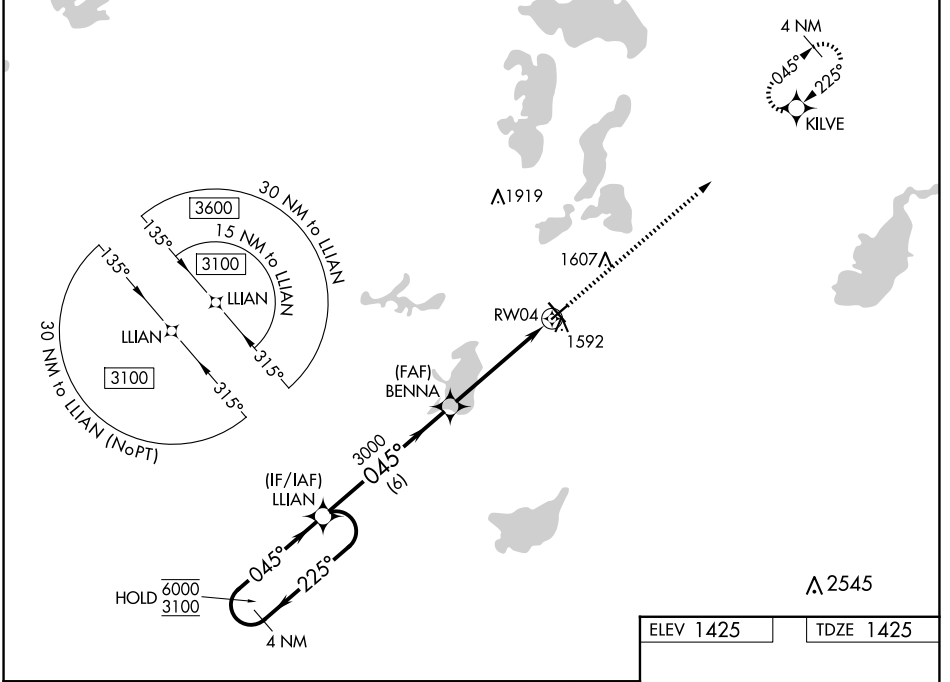 4 NM
045°
225°
KILVE
30 NM to LLIAN
3600
135°
15 NM to LLIAN
3100
LLIAN
315°
135°
LLIAN
3100
315°
30 NM to LLIAN (NoPT)
1919
1607
RW04
1592
(FAF)
BENNA
3000
045°
(6)
(IF/IAF)
LLIAN
045°
225°
HOLD 6000
3100
4 NM
2545
ELEV 1425
TDZE 1425